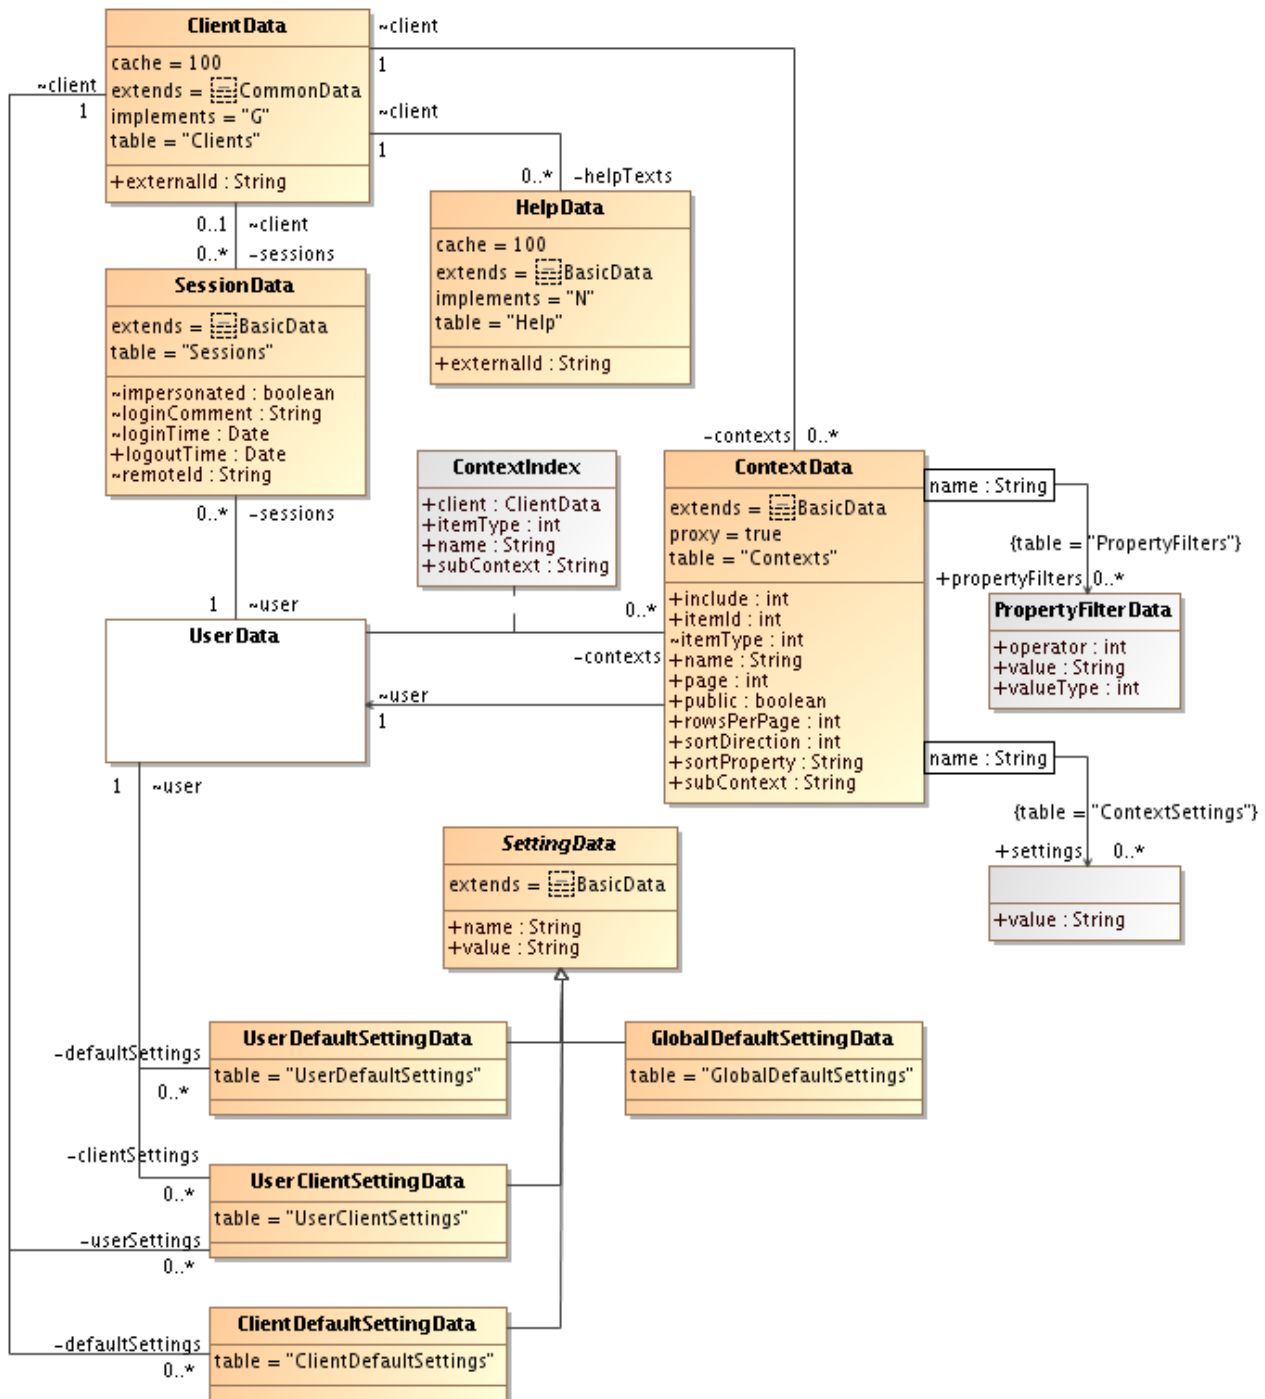 ClientData
cache = 100
extends = CommonData
implements = "G"
table = "Clients"
+externalId : String
~client
1
~client
1
~client
1
0..* -helpTexts
HelpData
cache = 100
extends = BasicData
implements = "N"
table = "Help"
+externalId : String
0..1 ~client
0..* -sessions
SessionData
extends = BasicData
table = "Sessions"
~impersonated : boolean
~loginComment : String
~loginTime : Date
+logoutTime : Date
~remoteId : String
0..* -sessions
-contexts 0..*
ContextIndex
+client : ClientData
+itemType : int
+name : String
+subContext : String
ContextData
extends = BasicData
proxy = true
table = "Contexts"
+include : int
+itemId : int
~itemType : int
+name : String
+page : int
+public : boolean
+rowsPerPage : int
+sortDirection : int
+sortProperty : String
+subContext : String
name : String
{table = "PropertyFilters"}
+propertyFilters 0..*
PropertyFilterData
+operator : int
+value : String
+valueType : int
1 ~user
UserData
0..*
-contexts
~user
1
name : String
{table = "ContextSettings"}
+settings 0..*
+value : String
1 ~user
SettingData
extends = BasicData
+name : String
+value : String
-defaultSettings
0..*
UserDefaultSettingData
table = "UserDefaultSettings"
GlobalDefaultSettingData
table = "GlobalDefaultSettings"
-clientSettings
0..*
UserClientSettingData
table = "UserClientSettings"
-userSettings
0..*
ClientDefaultSettingData
table = "ClientDefaultSettings"
-defaultSettings
0..*